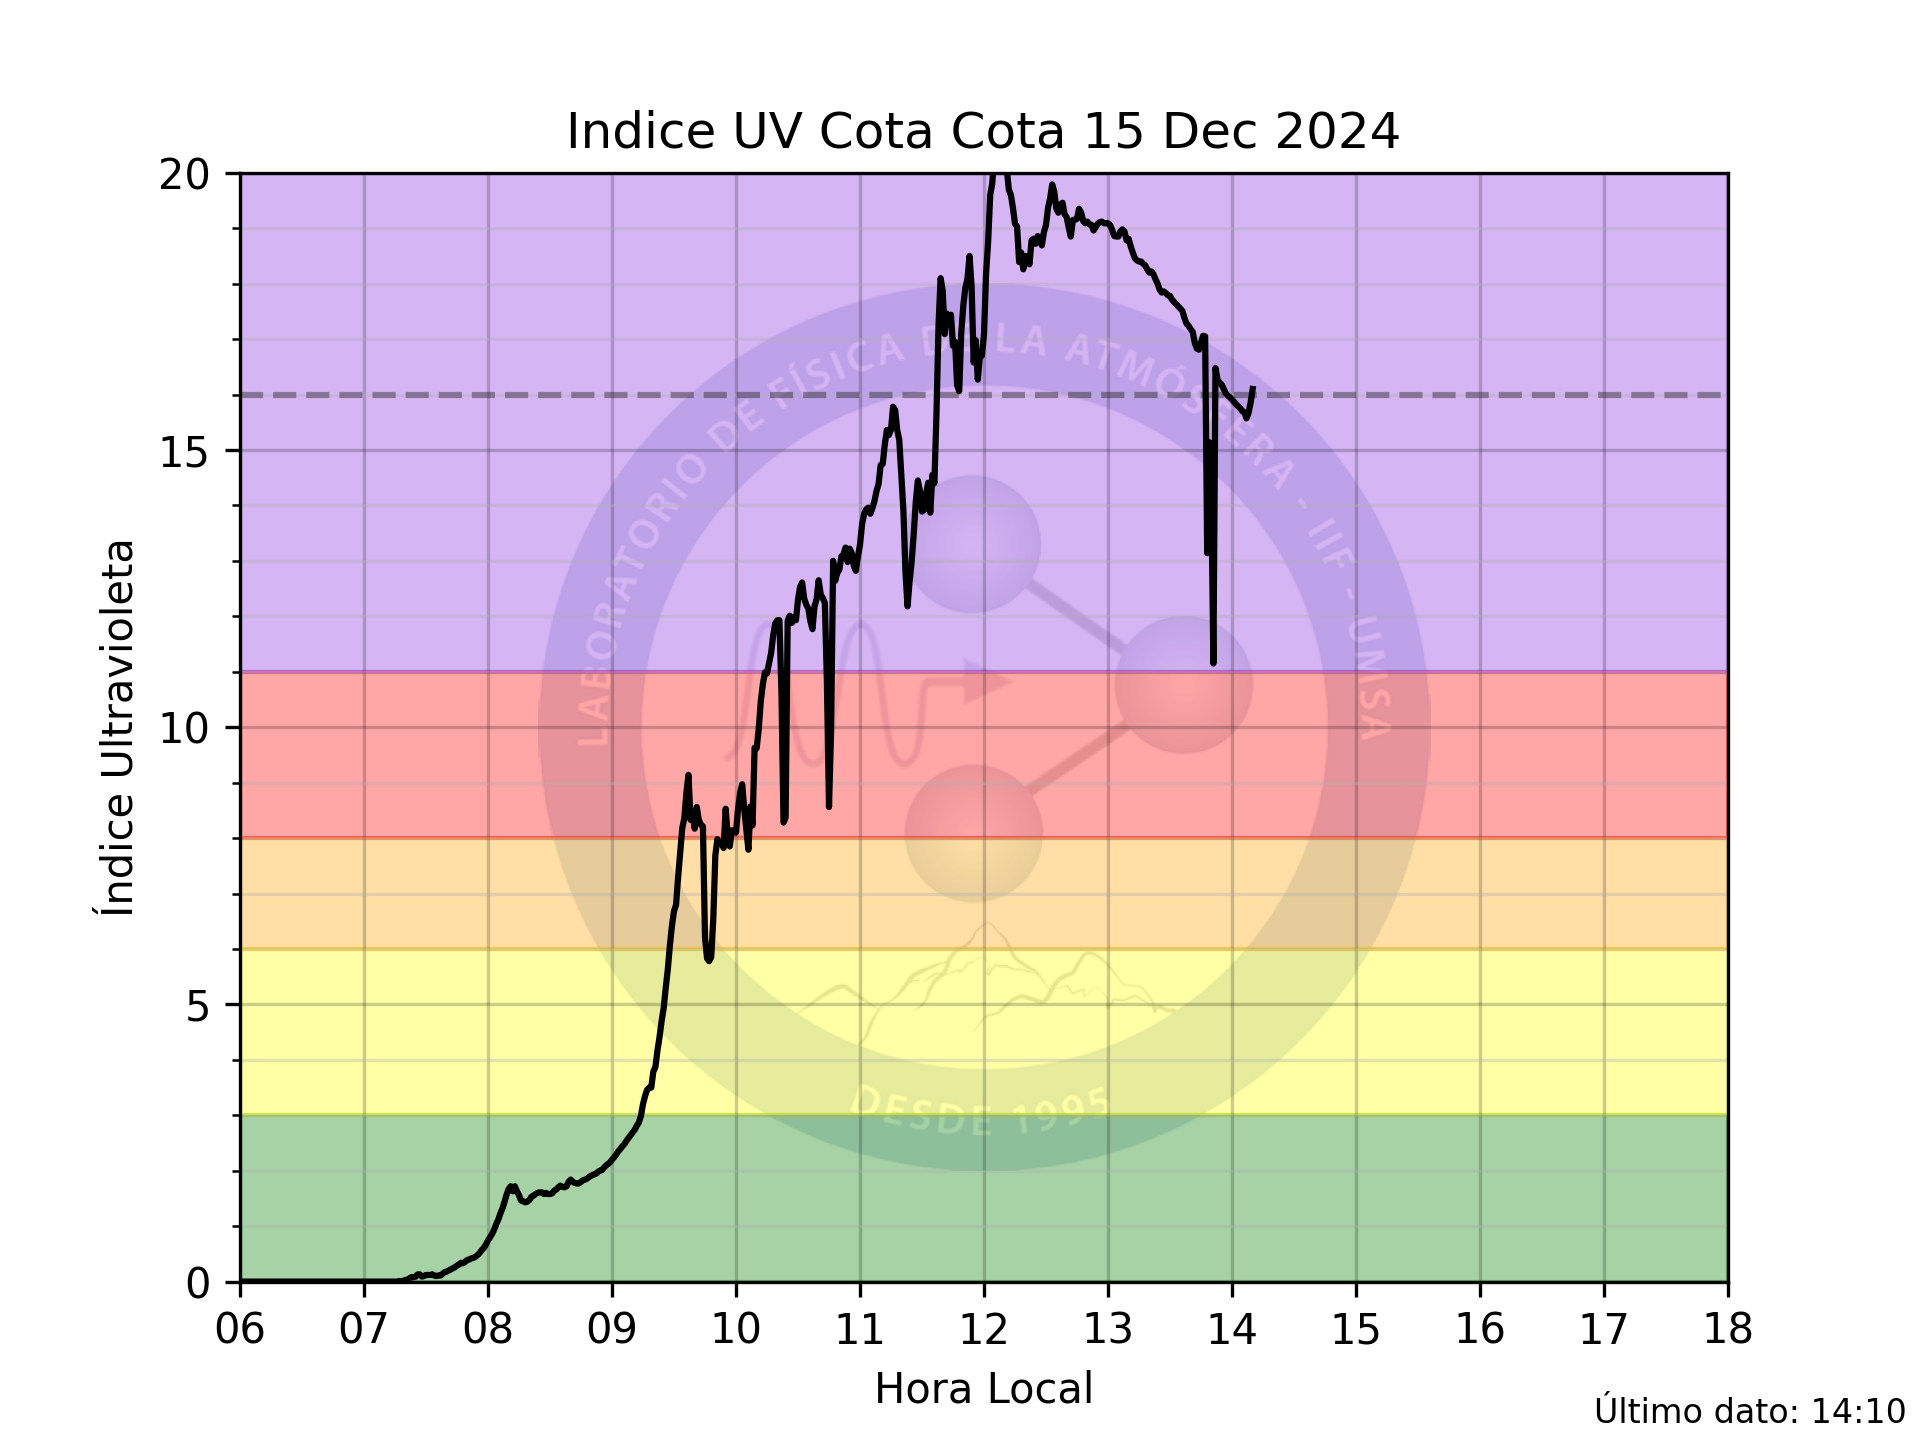 Indice UV Cota Cota 15 Dec 2024
20
15
10
5
0
Índice Ultravioleta
LABORATORIO DE FÍSICA DE LA ATMÓSFERA - IIF - UMSA
DESDE 1995
06 07 08 09 10 11 12 13 14 15 16 17 18
Hora Local
Último dato: 14:10